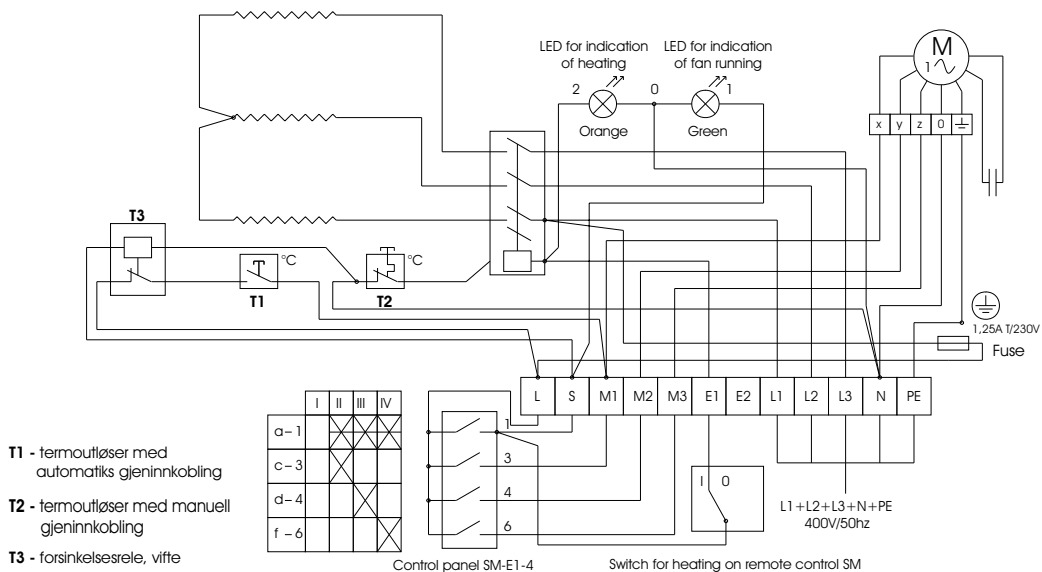 LED for indication
of heating
LED for indication
of fan running
2
0
1
Orange
Green
M
1
x y z 0
T3
°C
T1
°C
T2
1,25A T/230V
Fuse
L S M1 M2 M3 E1 E2 L1 L2 L3 N PE
I II III IV
a-1
c-3
d-4
f-6
1
3
4
6
I 0
L1+L2+L3+N+PE
400V/50hz
T1 - termoutløser med
automatiks gjeninnkobling
T2 - termoutløser med manuell
gjeninnkobling
T3 - forsinkelsesrele, vifte
Control panel SM-E1-4
Switch for heating on remote control SM